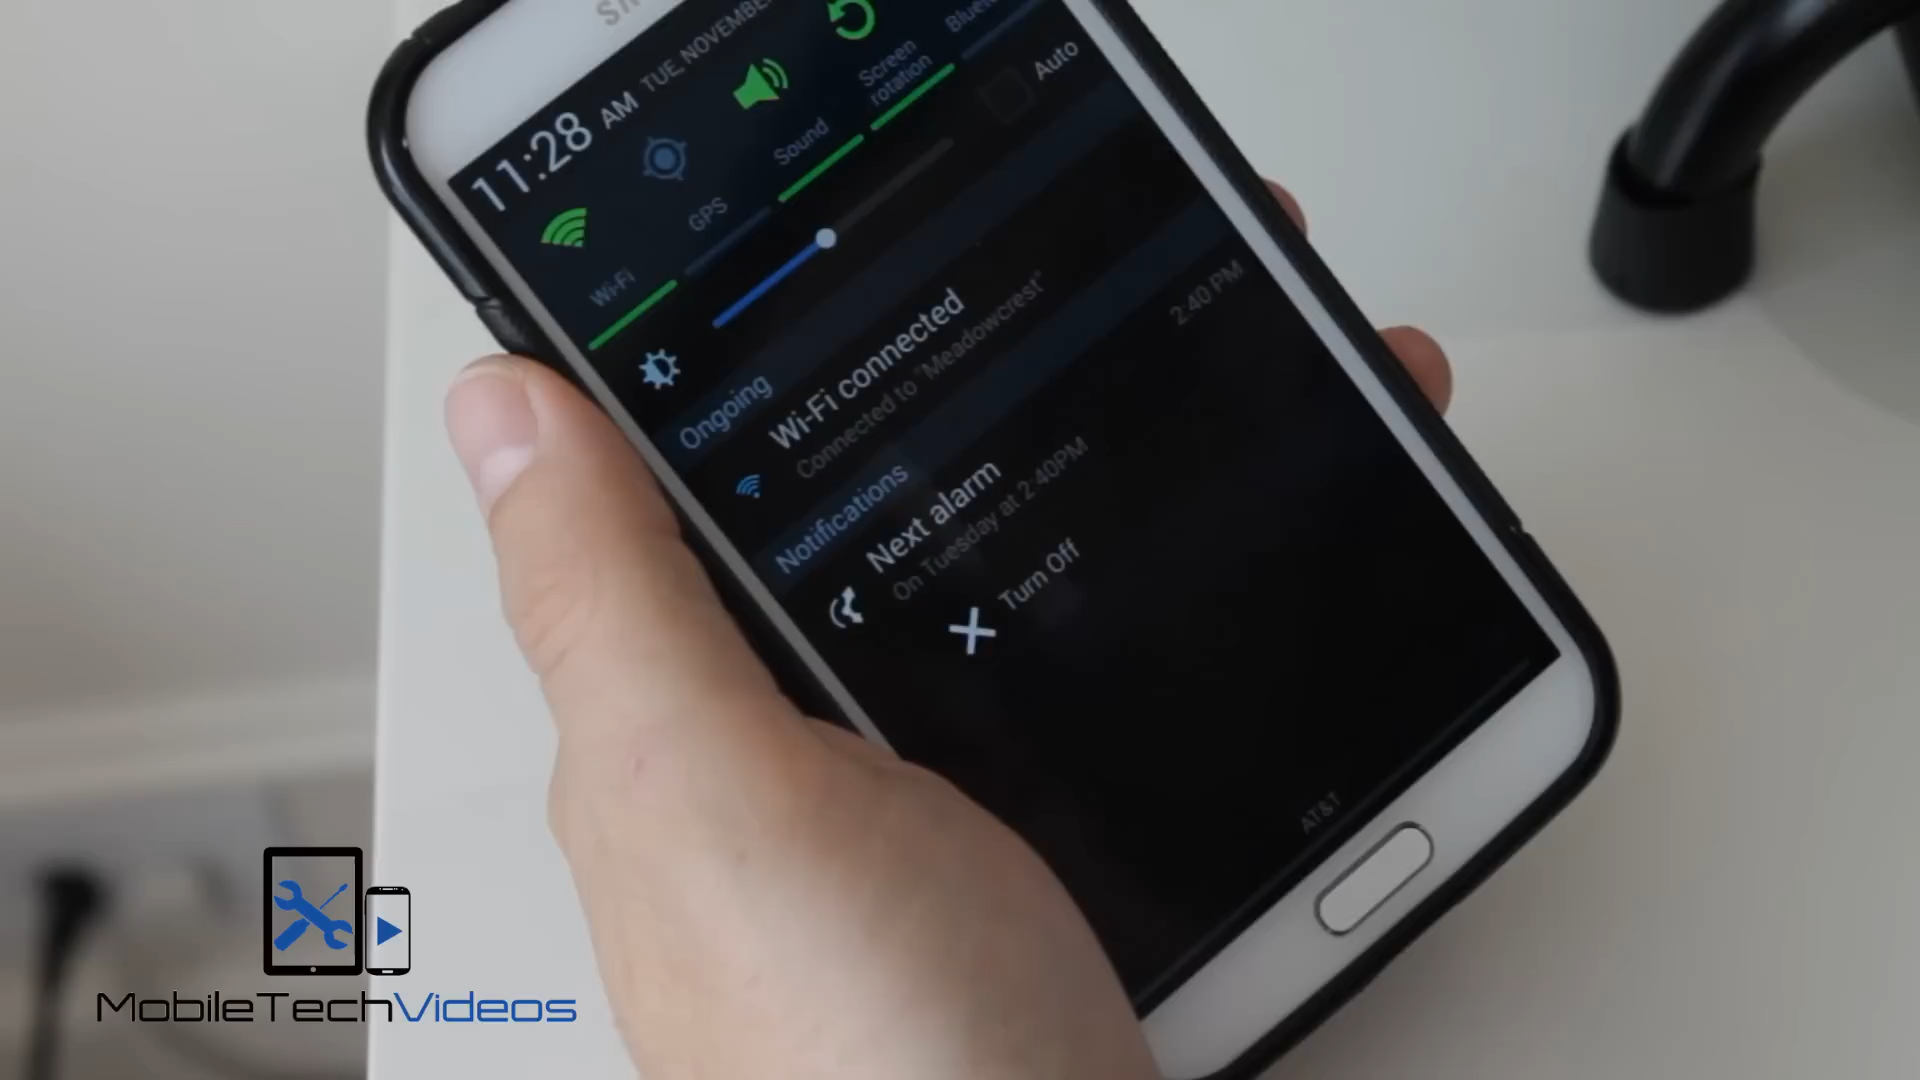 11:28 AM TUE, NOVEMBER
Wi-Fi
GPS
Sound
Screen
rotation
Auto
Ongoing
Wi-Fi connected
Connected to "Meadowcrest"
Notifications
Next alarm
2:40 PM
On Tuesday at 2:40PM
Turn Off
AT&T
MobileTechVideos